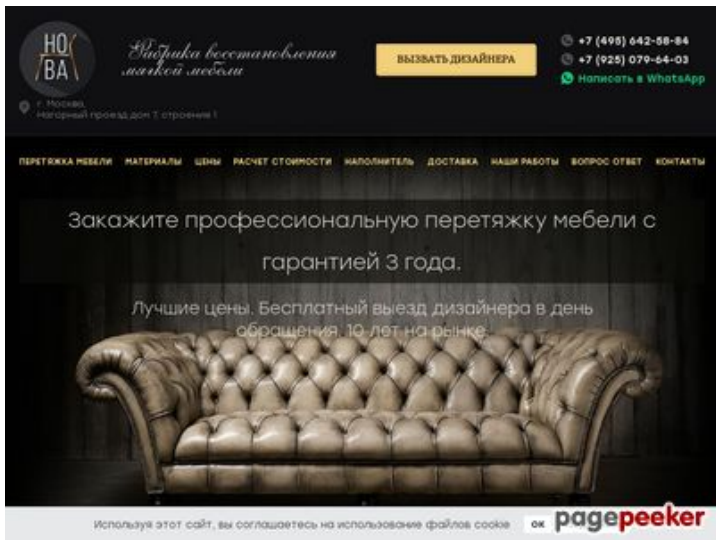 НО
ВА
Фабрика восстановления
мягкой мебели
ВЫЗВАТЬ ДИЗАЙНЕРА
+7 (495) 642-58-84
+7 (925) 079-64-03
Написать в WhatsApp
г. Москва,
Нагорный проезд дом 7, строение 1
ПЕРЕТЯЖКА МЕБЕЛИ МАТЕРИАЛЫ ЦЕНЫ РАСЧЕТ СТОИМОСТИ НАПОЛНИТЕЛЬ ДОСТАВКА НАШИ РАБОТЫ ВОПРОС ОТВЕТ КОНТАКТЫ
Закажите профессиональную перетяжку мебели с
гарантией 3 года.
Лучшие цены. Бесплатный выезд дизайнера в день
обращения. 10 лет на рынке.
Используя этот сайт, вы соглашаетесь на использование файлов cookie ОК
pagepeeker